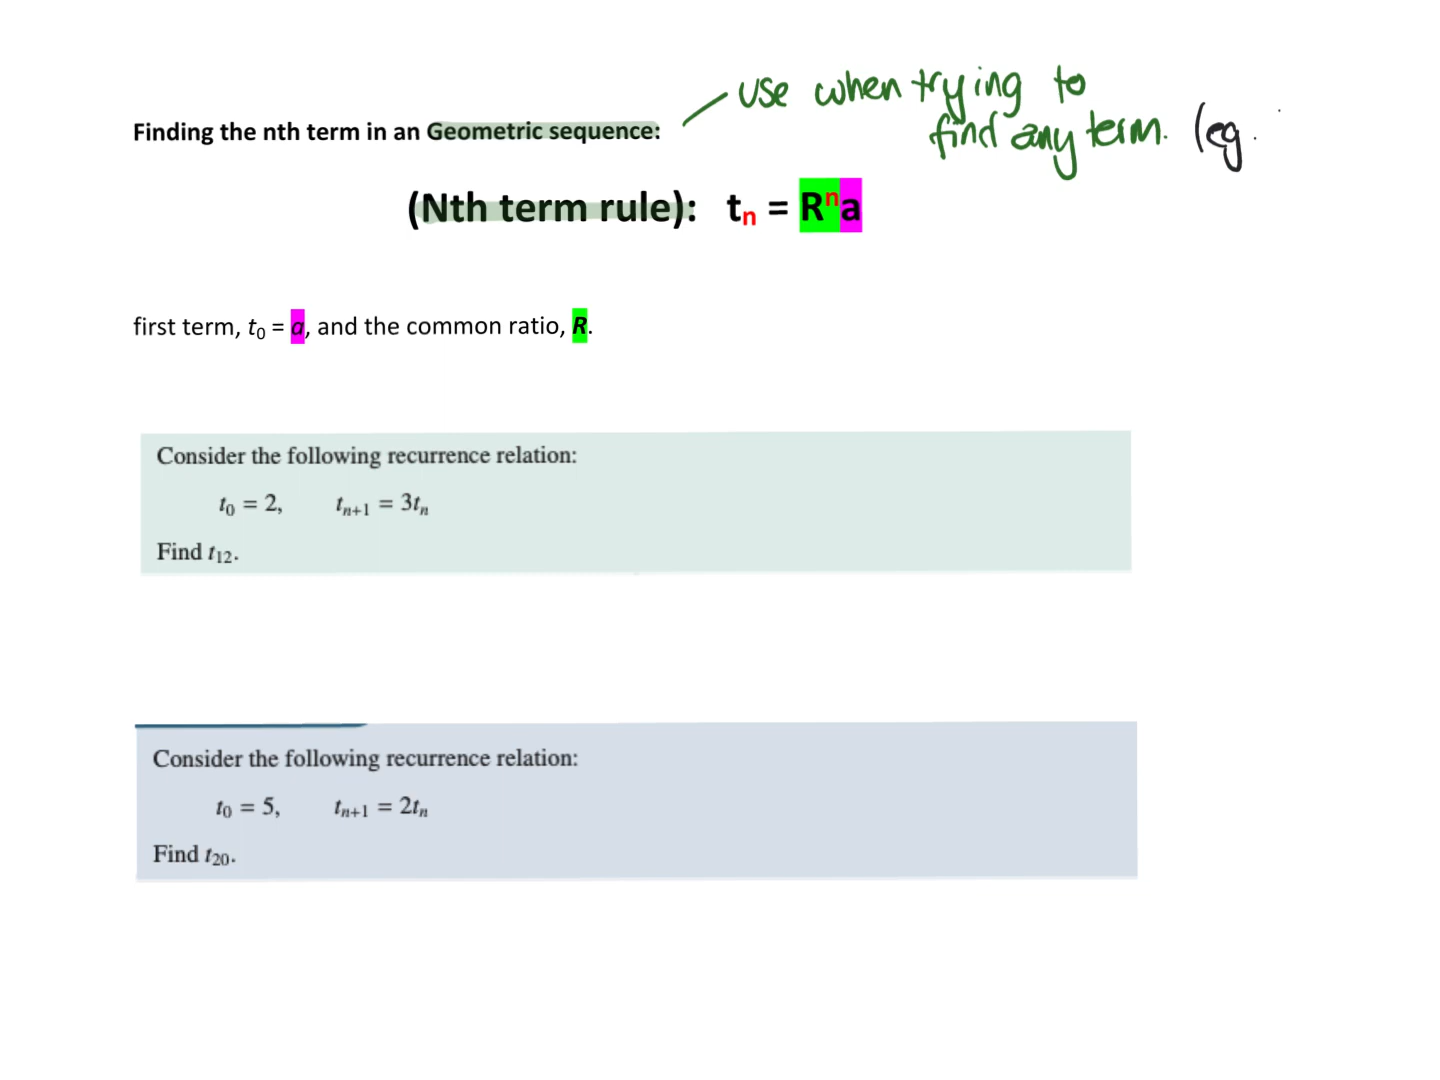 use when trying to
find any term. (eg.
Finding the nth term in an Geometric sequence:
(Nth term rule): tₙ = Rⁿa
first term, t₀ = a, and the common ratio, R.
Consider the following recurrence relation:
t₀ = 2, tₙ₊₁ = 3tₙ
Find t₁₂.
Consider the following recurrence relation:
t₀ = 5, tₙ₊₁ = 2tₙ
Find t₂₀.